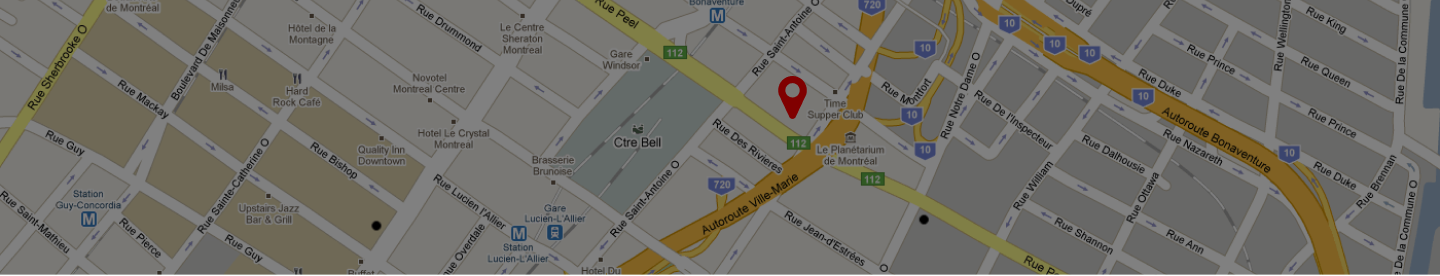 de Montréal
Rue Sherbrooke O
Rue Drummond
Boulevard De Maisonneuve
Hôtel de la
Montagne
Le Centre
Sheraton
Montreal
Rue Peel
Bonaventure
M
Rue Saint-Antoine O
720
10
10
10
Rue Dupré
Rue King
Rue Wellington
Rue De La Commune
112
Gare
Windsor
10
Rue Prince
Rue Queen
Rue Duke
Milsa
Hard
Rock Café
Rue Mackay
Novotel
Montreal Centre
Rue Montfort
Rue Notre Dame O
10
Time
Supper Club
10
Rue De l'Inspecteur
Autoroute Bonaventure
Rue Prince
Hotel Le Crystal
Montreal
Ctre Bell
Rue Des Rivieres
112
Le Planétarium
de Montréal
10
Rue Dalhousie
Rue Nazareth
10
Rue Guy
Quality Inn
Downtown
Rue Bishop
Brasserie
Brunoise
Rue Sainte-Catherine O
Rue Lucien l'Allier
Rue Saint-Antoine O
720
112
Autoroute Ville-Marie
Rue William
Rue Ottawa
Rue Duke
Rue Brennan
Rue De La Commune O
Station
Guy-Concordia
M
Upstairs Jazz
Bar & Grill
Gare
Lucien-L'Allier
M
Station
Lucien-L'Allier
Rue Saint-Mathieu
Rue Pierce
Rue Guy
Rue Jean-d'Estrées
Rue Shannon
Rue Ann
Buffet
Hotel Du